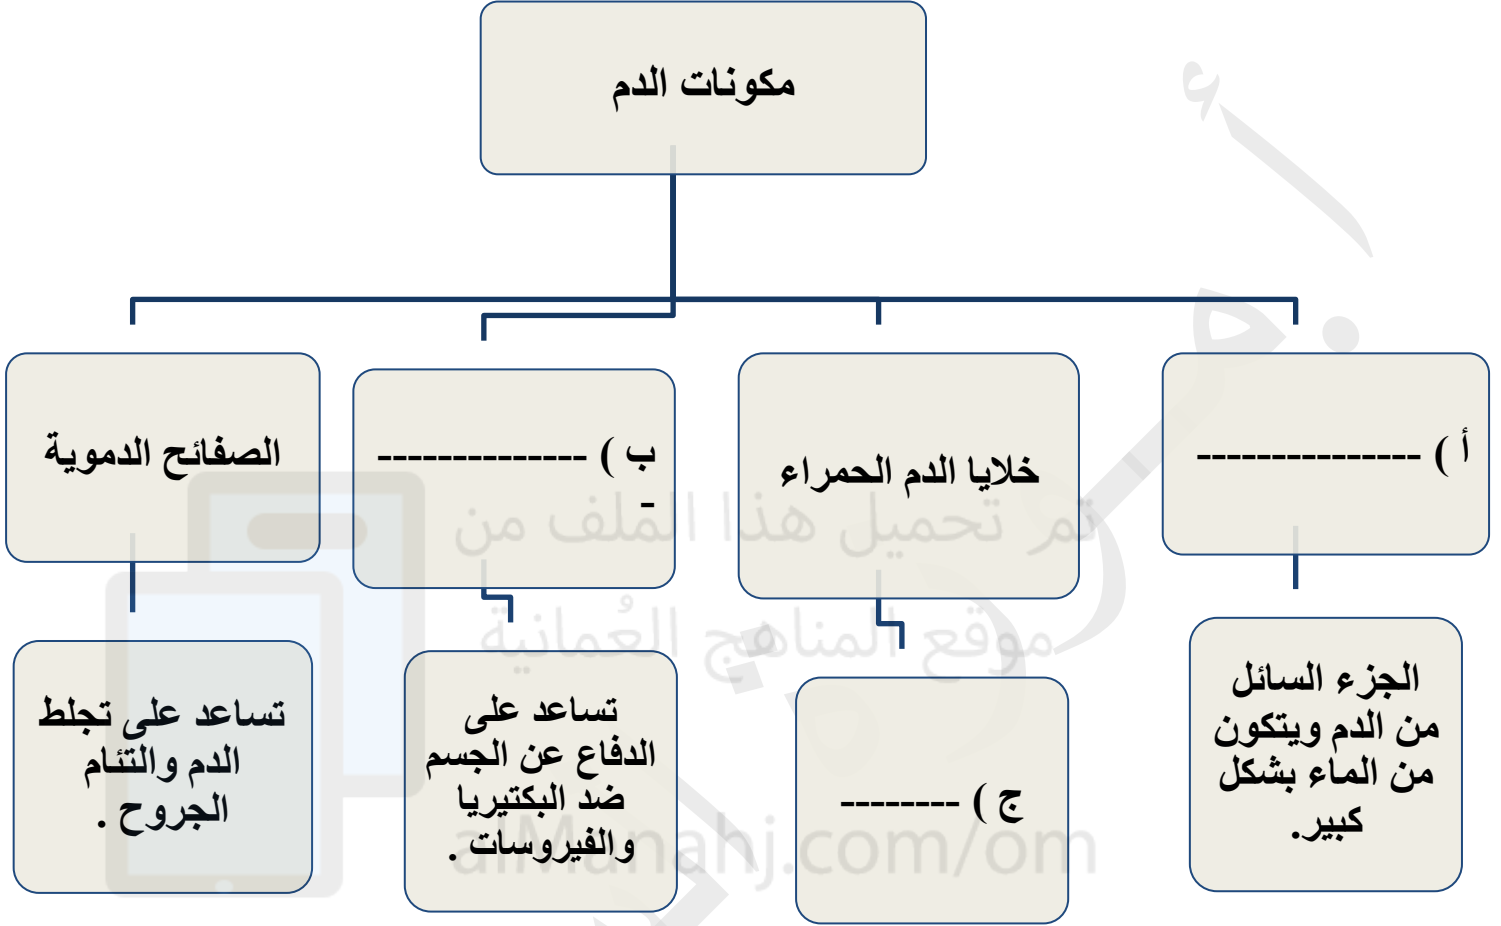 مكونات الدم
أ ) ---------------
خلايا الدم الحمراء
ب ) --------------
-
الصفائح الدموية
الجزء السائل
من الدم ويتكون
من الماء بشكل
كبير.
ج ) --------
تساعد على
الدفاع عن الجسم
ضد البكتيريا
والفيروسات .
تساعد على تجلط
الدم والتئام
الجروح .
تم تحميل هذا الملف من
موقع المناهج العُمانية
alManahj.com/om